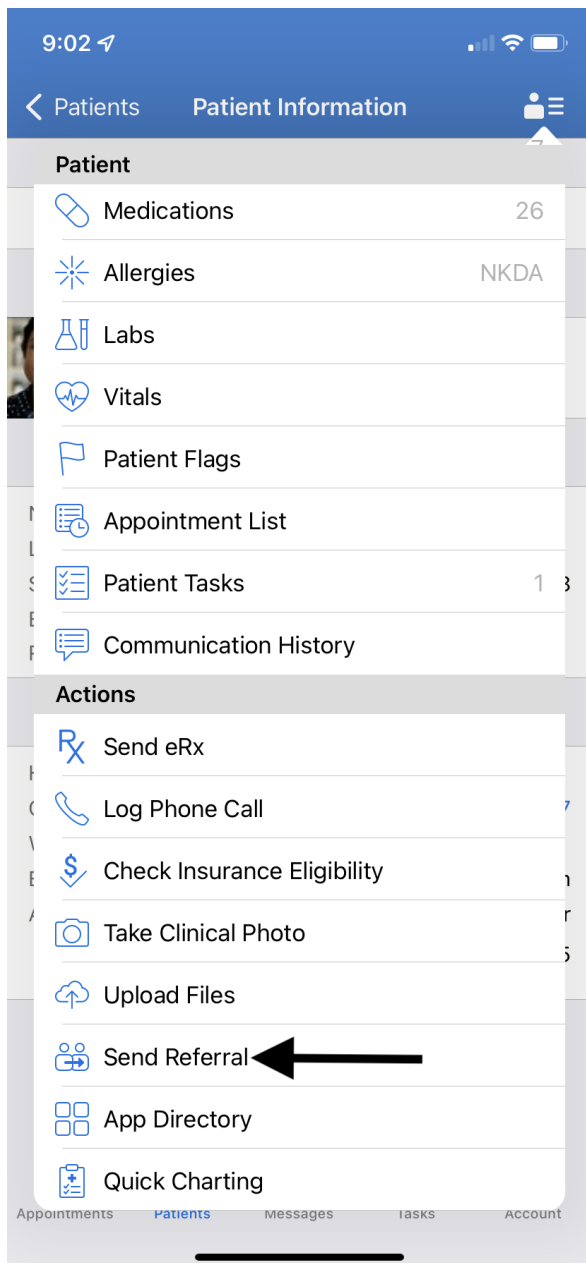 9:02
Patients Patient Information
Patient
Medications 26
Allergies NKDA
Labs
Vitals
Patient Flags
Appointment List
Patient Tasks 1
Communication History
Actions
Send eRx
Log Phone Call
Check Insurance Eligibility
Take Clinical Photo
Upload Files
Send Referral
App Directory
Quick Charting
Appointments Patients Messages Tasks Account